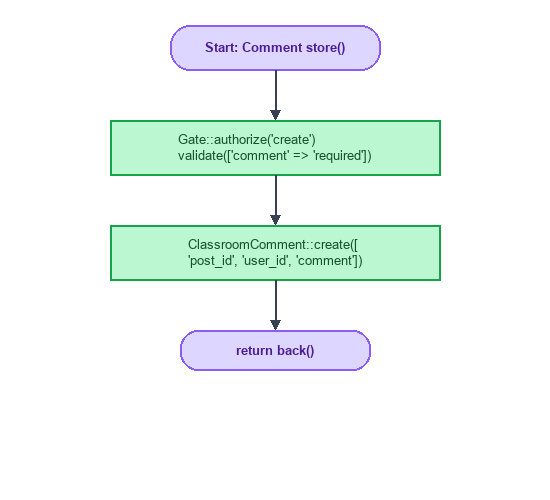 Start: Comment store()
Gate::authorize('create')
validate(['comment' => 'required'])
ClassroomComment::create([
'post_id', 'user_id', 'comment'])
return back()